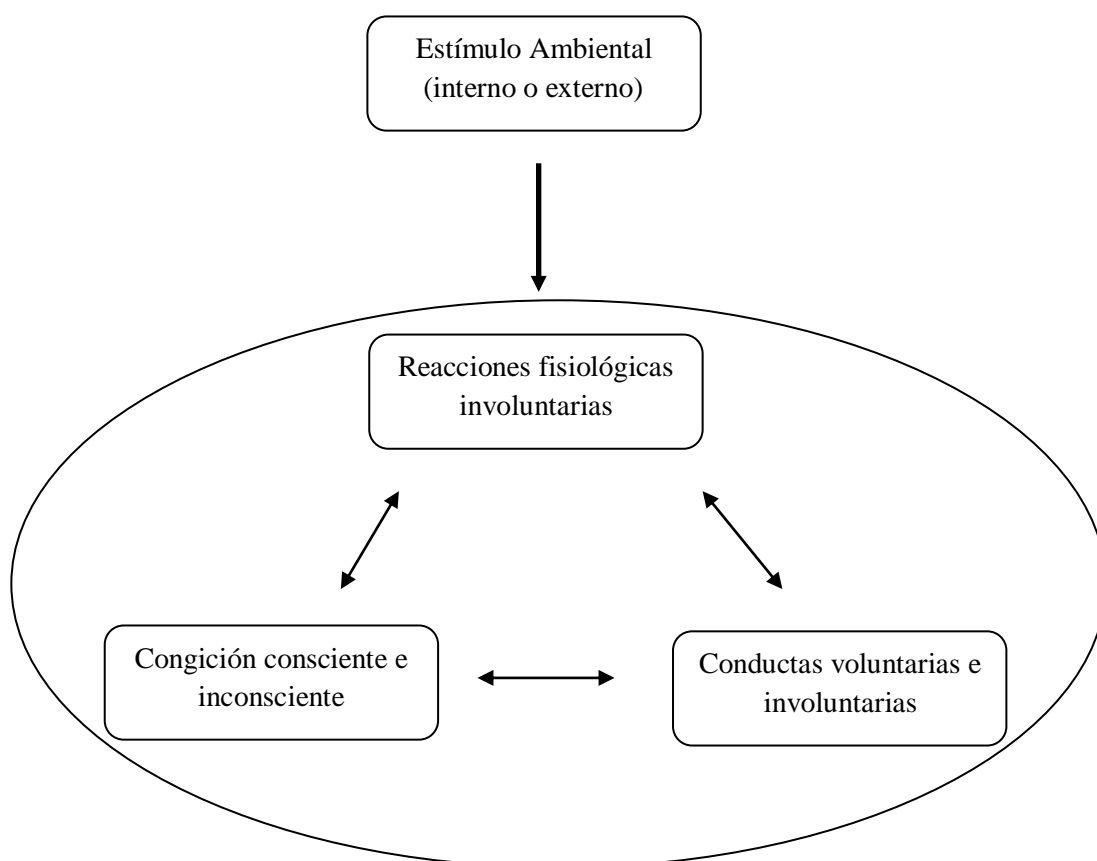 Estímulo Ambiental
(interno o externo)
Reacciones fisiológicas
involuntarias
Congición consciente e
inconsciente
Conductas voluntarias e
involuntarias